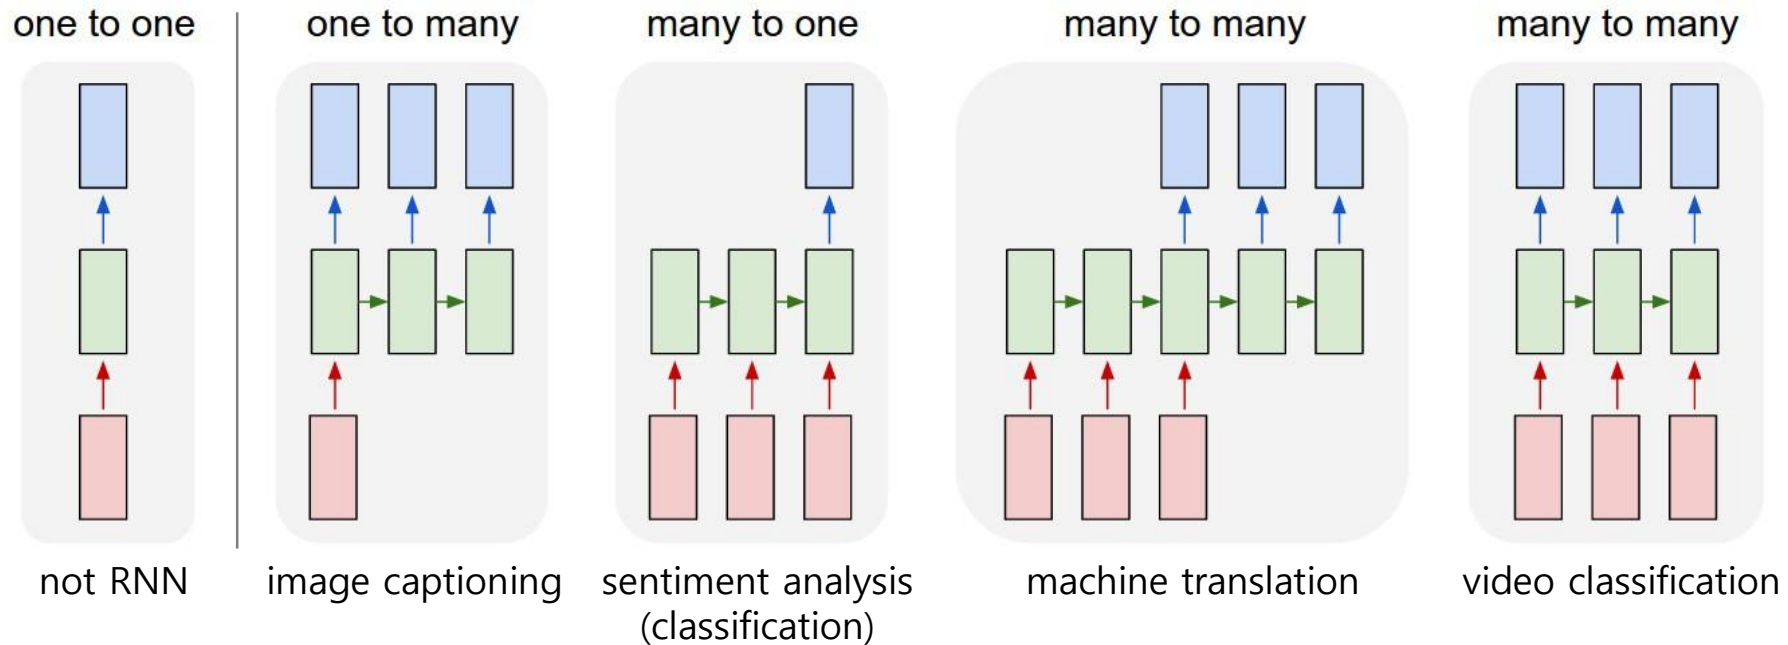 one to one
one to many
many to one
many to many
many to many
not RNN
image captioning
sentiment analysis
(classification)
machine translation
video classification